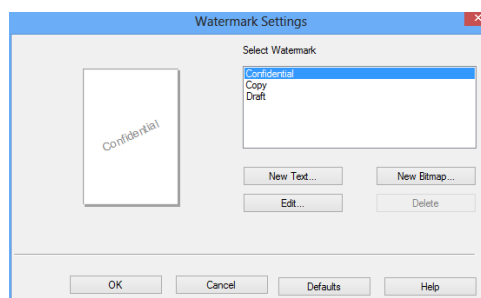 Watermark Settings
Select Watermark
Confidential
Copy
Draft
Confidential
New Text...
New Bitmap...
Edit...
Delete
OK
Cancel
Defaults
Help